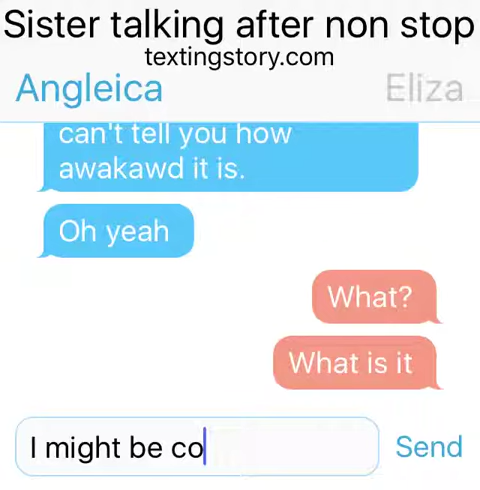 Sister talking after non stop
textingstory.com
Angleica
Eliza
can't tell you how
awakawd it is.
Oh yeah
What?
What is it
I might be co
Send